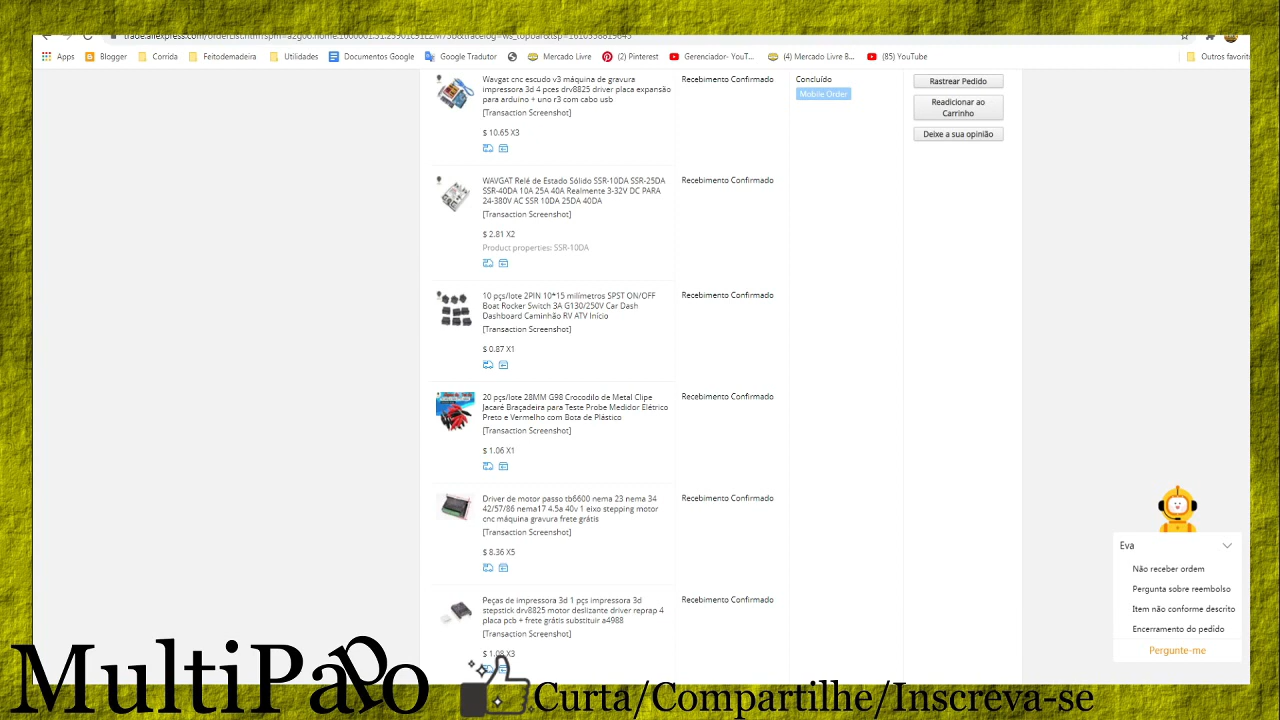 trade.aliexpress.com/orderList.htm?spm=
Apps Blogger Corrida Feitedomadeira Utilidades Documentos Google Google Tradutor Mercado Livre (2) Pinterest Gerenciador- YouT... (4) Mercado Livre B... (85) YouTube Outros favorit
Wavgat cnc escudo v3 máquina de gravura
impressora 3d 4 pces drv8825 driver placa expansão
para arduino + uno r3 com cabo usb
[Transaction Screenshot]
$ 10.65 X3
Recebimento Confirmado
Concluído
Mobile Order
Rastrear Pedido
Readicionar ao
Carrinho
Deixe a sua opinião
WAVGAT Relé de Estado Sólido SSR-10DA SSR-25DA
SSR-40DA 10A 25A 40A Realmente 3-32V DC PARA
24-380V AC SSR 10DA 25DA 40DA
[Transaction Screenshot]
$ 2.81 X2
Product properties: SSR-10DA
Recebimento Confirmado
10 pçs/lote 2PIN 10*15 milímetros SPST ON/OFF
Boat Rocker Switch 3A G130/250V Car Dash
Dashboard Caminhão RV ATV Início
[Transaction Screenshot]
$ 0.87 X1
Recebimento Confirmado
20 pçs/lote 28MM G98 Crocodilo de Metal Clipe
Jacaré Braçadeira para Teste Probe Medidor Elétrico
Preto e Vermelho com Bota de Plástico
[Transaction Screenshot]
$ 1.06 X1
Recebimento Confirmado
Driver de motor passo tb6600 nema 23 nema 34
42/57/86 nema17 4.5a 40v 1 eixo stepping motor
cnc máquina gravura frete grátis
[Transaction Screenshot]
$ 8.36 X5
Recebimento Confirmado
Peças de impressora 3d 1 pçs impressora 3d
stepstick drv8825 motor deslizante driver reprap 4
placa pcb + frete grátis substituir a4988
[Transaction Screenshot]
$ 1.08 X3
Recebimento Confirmado
Eva
Não receber ordem
Pergunta sobre reembolso
Item não conforme descrito
Encerramento do pedido
Pergunte-me
MultiPapo
Curta/Compartilhe/Inscreva-se